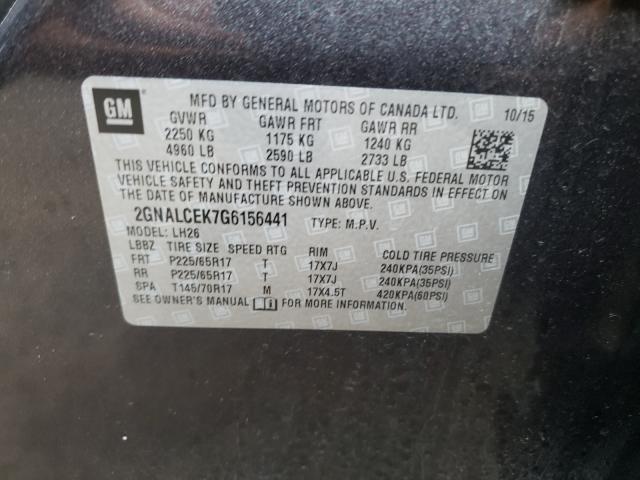 GM
MFD BY GENERAL MOTORS OF CANADA LTD. 10/15
GVWR GAWR FRT GAWR RR
2250 KG 1175 KG 1240 KG
4960 LB 2590 LB 2733 LB
THIS VEHICLE CONFORMS TO ALL APPLICABLE U.S. FEDERAL MOTOR
VEHICLE SAFETY AND THEFT PREVENTION STANDARDS IN EFFECT ON
THE DATE OF MANUFACTURE SHOWN ABOVE.
2GNALCEK7G6156441 TYPE: M.P.V.
MODEL: LH26
LBBZ TIRE SIZE SPEED RTG RIM COLD TIRE PRESSURE
FRT P225/65R17 T 17X7J 240KPA(35PSI)
RR P225/65R17 T 17X7J 240KPA(35PSI)
SPA T145/70R17 M 17X4.5T 420KPA(60PSI)
SEE OWNER'S MANUAL FOR MORE INFORMATION